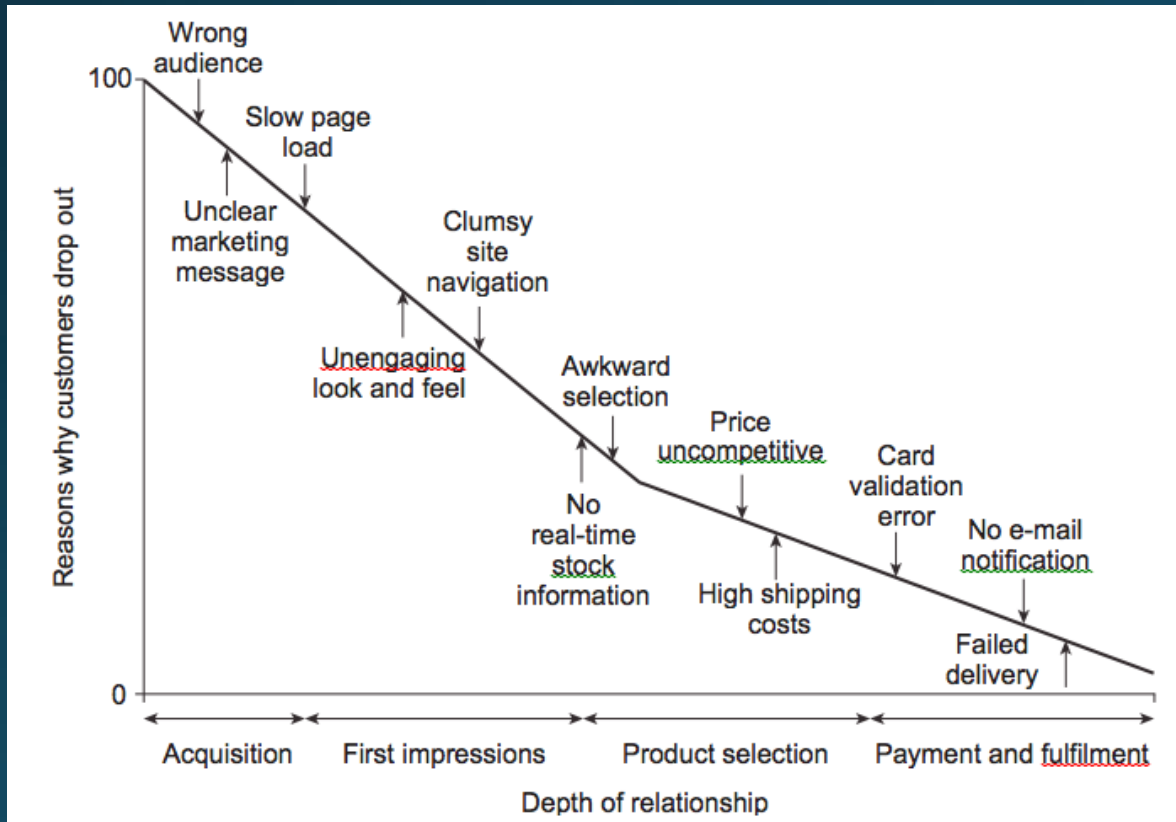 Wrong
audience
100
Slow page
load
Unclear
marketing
message
Clumsy
site
navigation
Unengaging
look and feel
Awkward
selection
No
real-time
stock
information
Price
uncompetitive
High shipping
costs
Card
validation
error
No e-mail
notification
Failed
delivery
Reasons why customers drop out
0
Acquisition
First impressions
Product selection
Payment and fulfilment
Depth of relationship